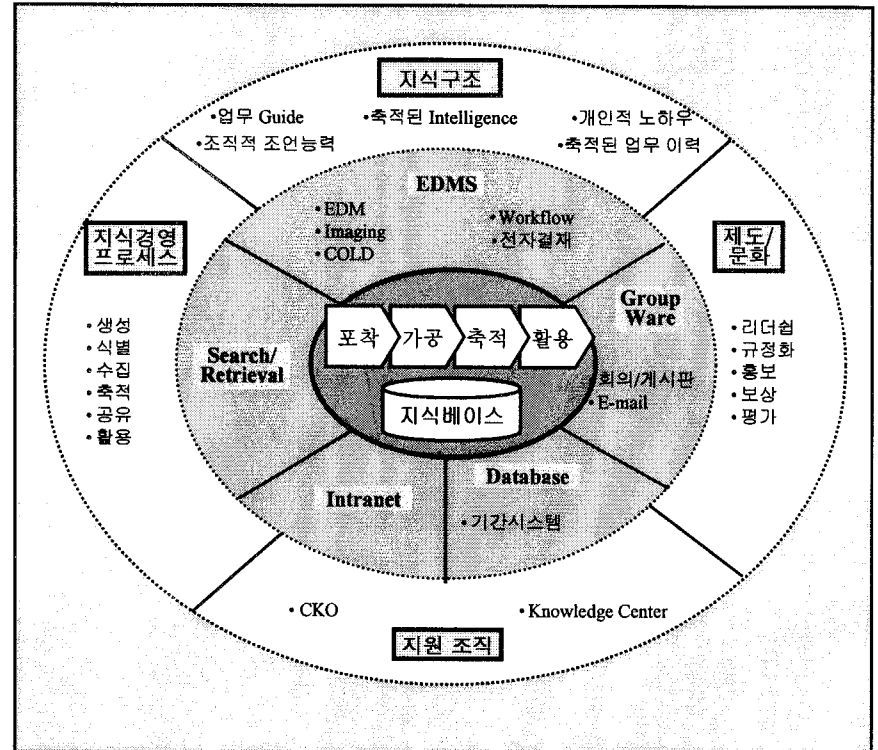 지식구조
•업무 Guide •축적된 Intelligence •개인적 노하우
•조직적 조언능력 •축적된 업무 이력
EDMS
•EDM
•Imaging
•COLD
•Workflow
•전자결재
지식경영
프로세스
•생성
•식별
•수집
•축적
•공유
•활용
Search/
Retrieval
포착 가공 축적 활용
지식베이스
Group
Ware
•회의/게시판
•E-mail
제도/
문화
•리더쉽
•규정화
•홍보
•보상
•평가
Intranet
Database
•기간시스템
•CKO •Knowledge Center
지원 조직